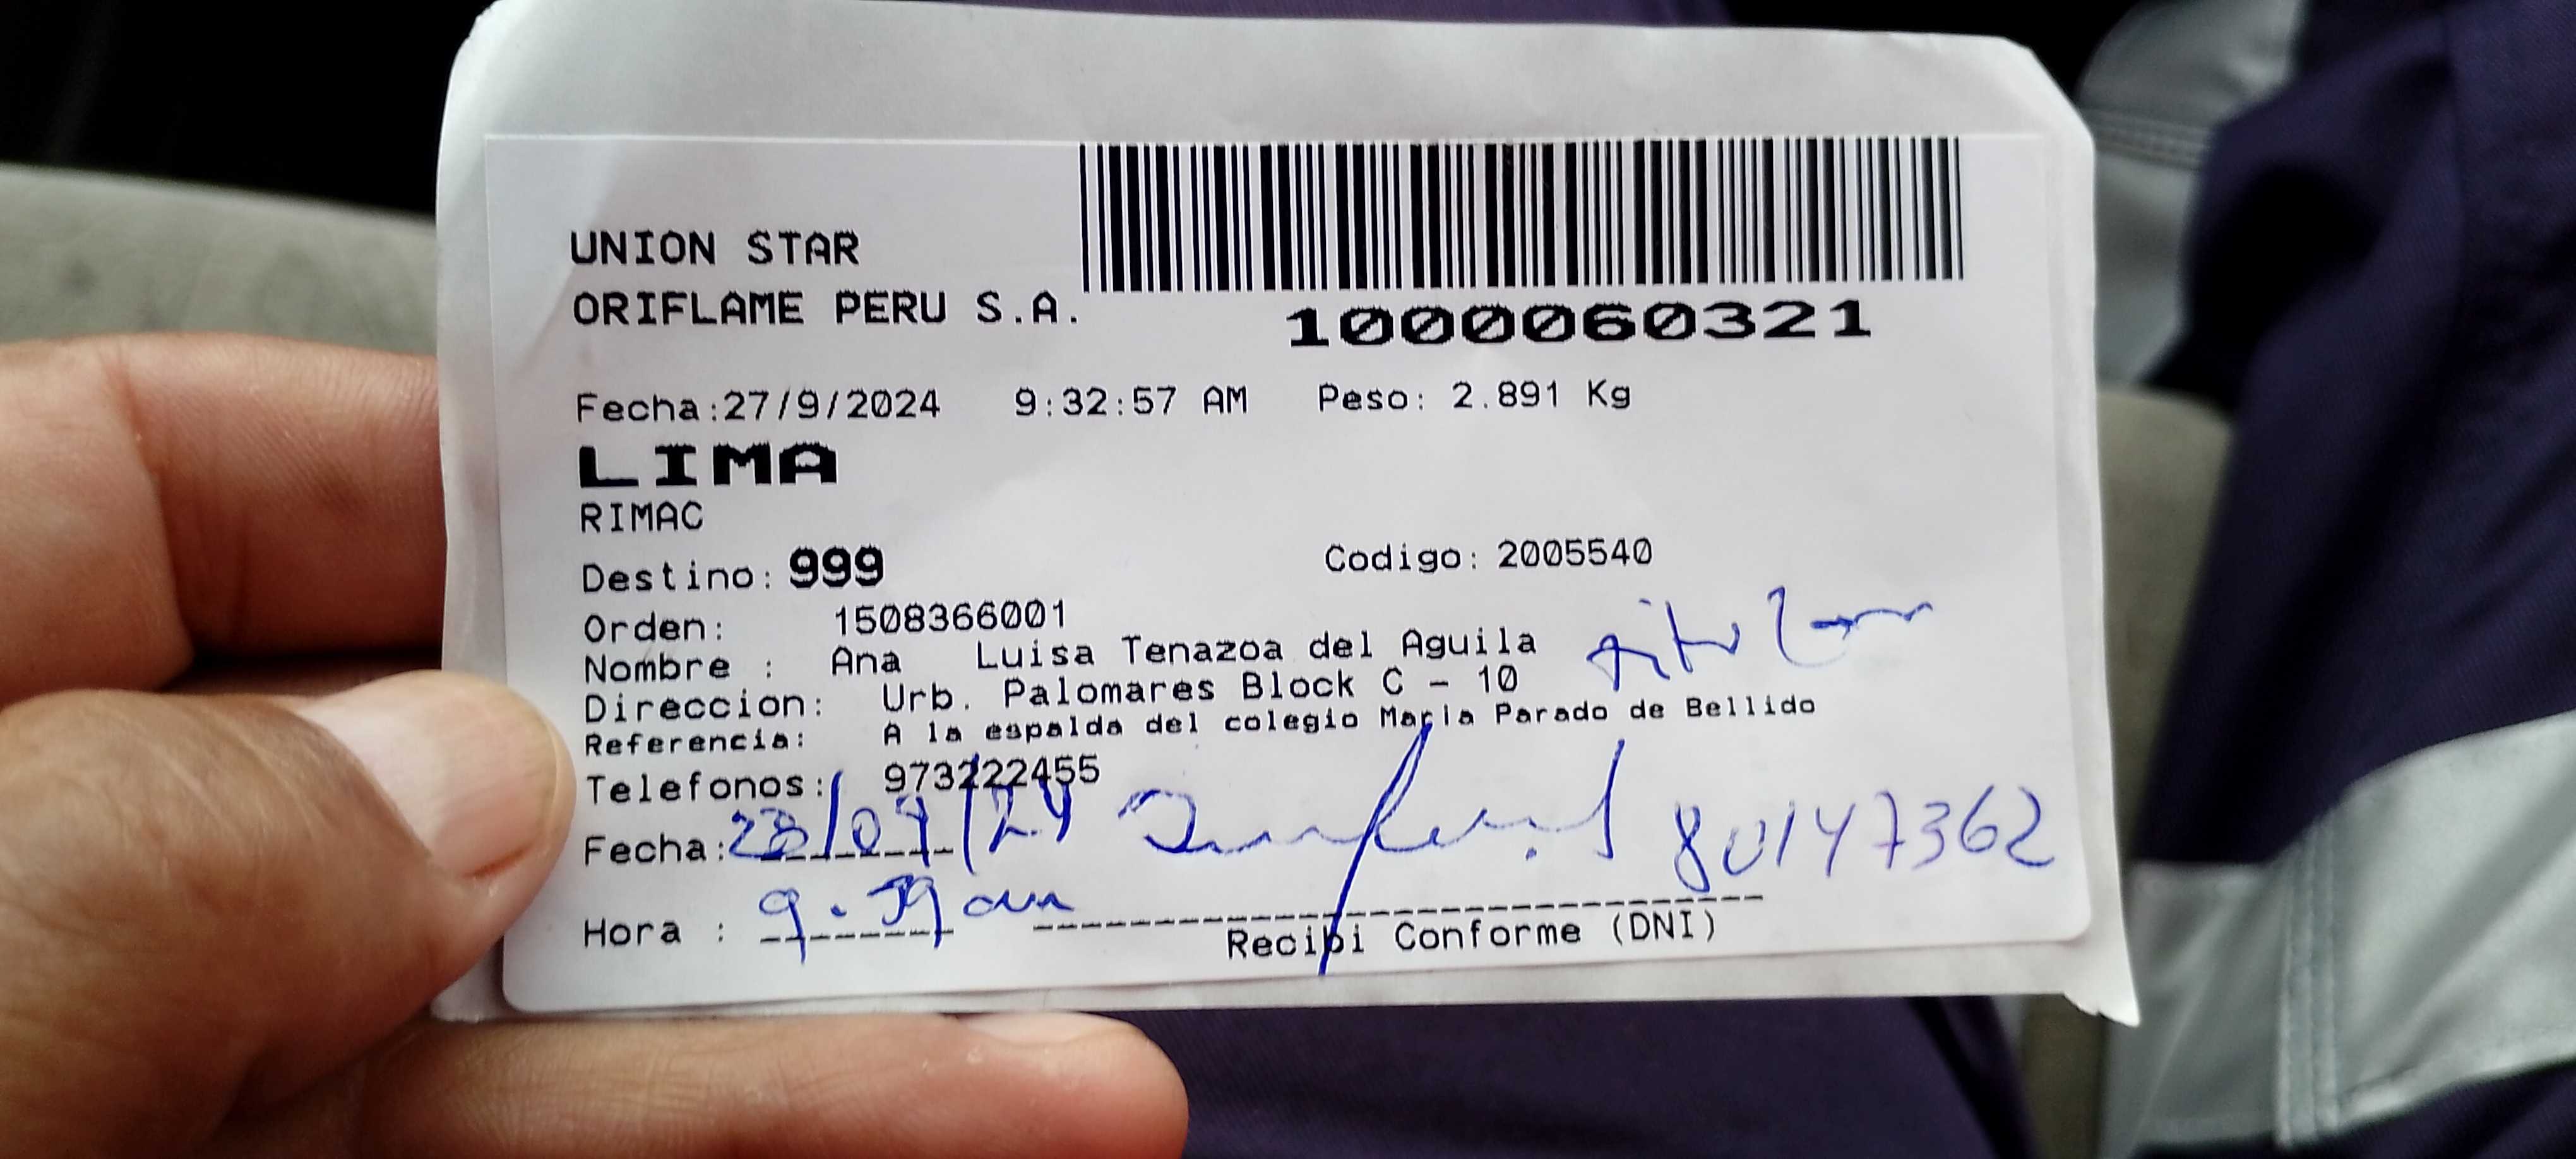 UNION STAR
ORIFLAME PERU S.A.
1000060321
Fecha:27/9/2024 9:32:57 AM Peso: 2.891 Kg
LIMA
RIMAC
Destino: 999 Codigo: 2005540
Orden: 1508366001
Nombre : Ana Luisa Tenazoa del Aguila
Direccion: Urb. Palomares Block C - 10
Referencia: A la espalda del colegio Maria Parado de Bellido
Telefonos: 973222455
Fecha: 28/09/24 80147362
Hora :
Recibi Conforme (DNI)